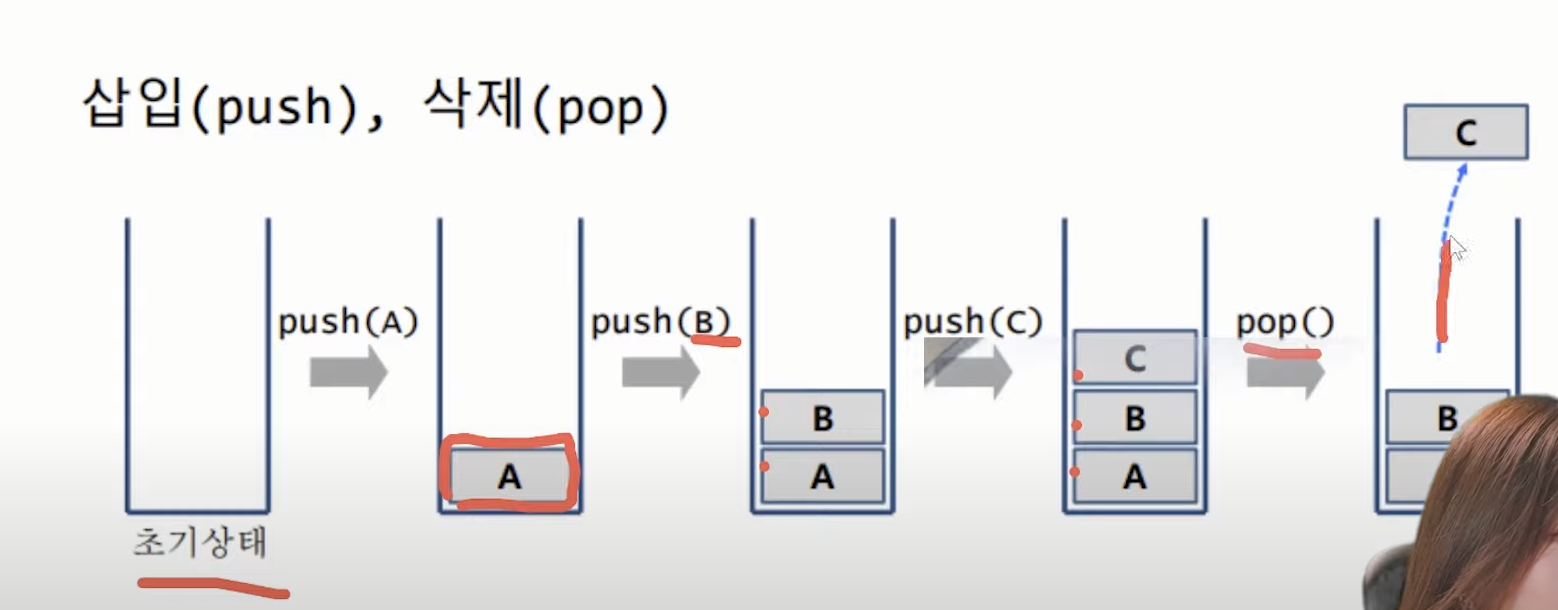 삽입(push), 삭제(pop)
C
push(A)
push(B)
push(C)
pop()
C
B
B
B
A
A
A
초기상태